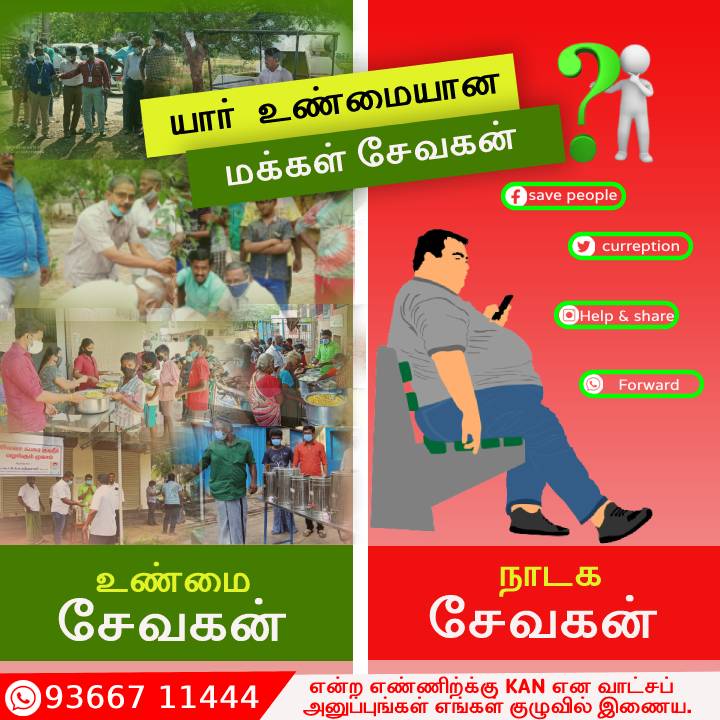 யார் உண்மையான
மக்கள் சேவகன்
save people
curreption
Help & share
Forward
உண்மை
சேவகன்
நாடக
சேவகன்
93667 11444
என்ற எண்ணிற்க்கு KAN என வாட்சப்
அனுப்புங்கள் எங்கள் குழுவில் இணைய.